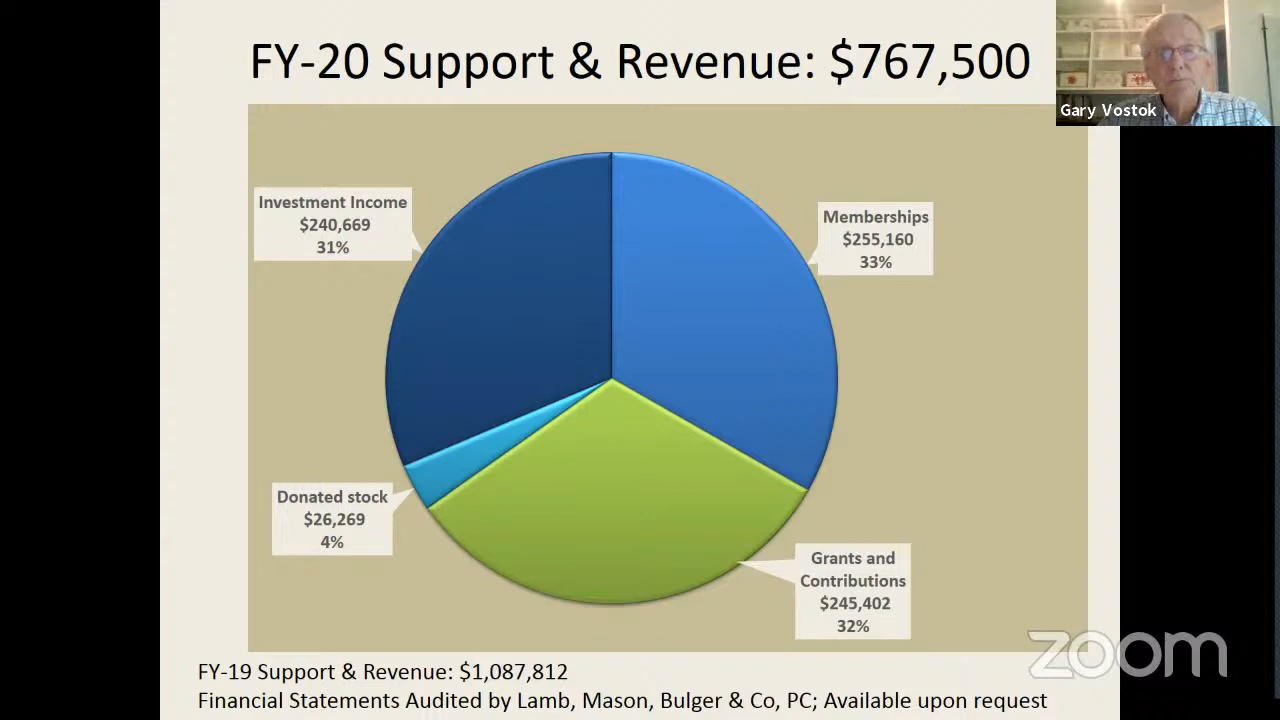 FY-20 Support & Revenue: $767,500
Gary Vostok
Investment Income
$240,669
31%
Memberships
$255,160
33%
Donated stock
$26,269
4%
Grants and
Contributions
$245,402
32%
zoom
FY-19 Support & Revenue: $1,087,812
Financial Statements Audited by Lamb, Mason, Bulger & Co, PC; Available upon request